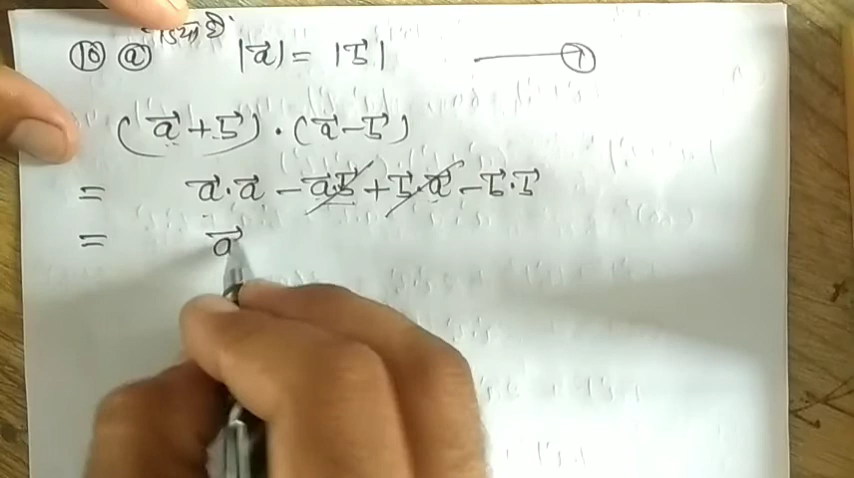 ⑩ ⓐ |a⃗| = |b⃗| ——— ①
(a⃗ + b⃗) · (a⃗ - b⃗)
= a⃗·a⃗ - a⃗·b⃗ + b⃗·a⃗ - b⃗·b⃗
= a⃗